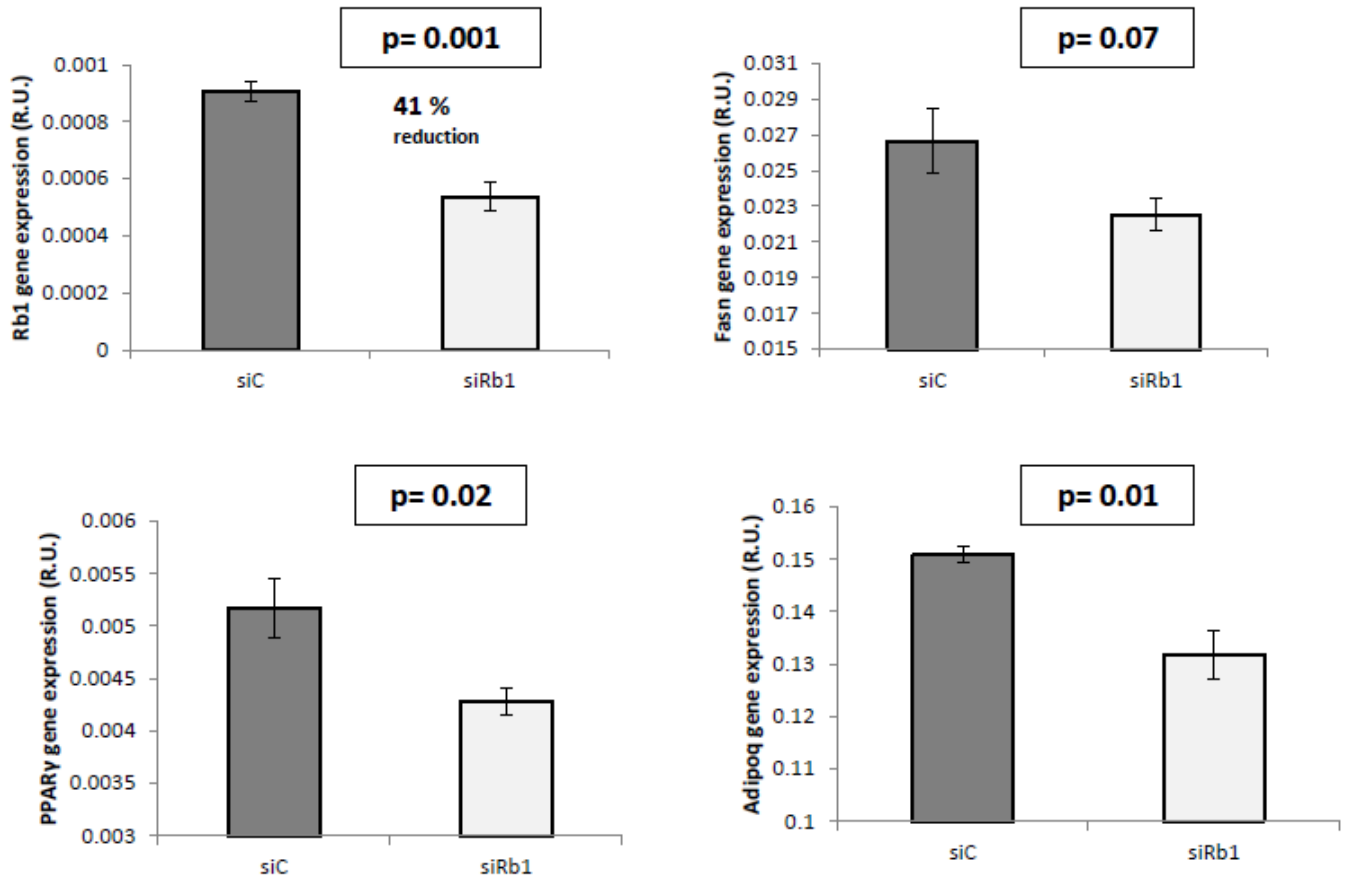 p= 0.001
41 %
reduction
Rb1 gene expression (R.U.)
0.001
0.0008
0.0006
0.0004
0.0002
0
siC
siRb1
p= 0.07
Fasn gene expression (R.U.)
0.031
0.029
0.027
0.025
0.023
0.021
0.019
0.017
0.015
siC
siRb1
p= 0.02
PPARγ gene expression (R.U.)
0.006
0.0055
0.005
0.0045
0.004
0.0035
0.003
siC
siRb1
p= 0.01
Adipoq gene expression (R.U.)
0.16
0.15
0.14
0.13
0.12
0.11
0.1
siC
siRb1